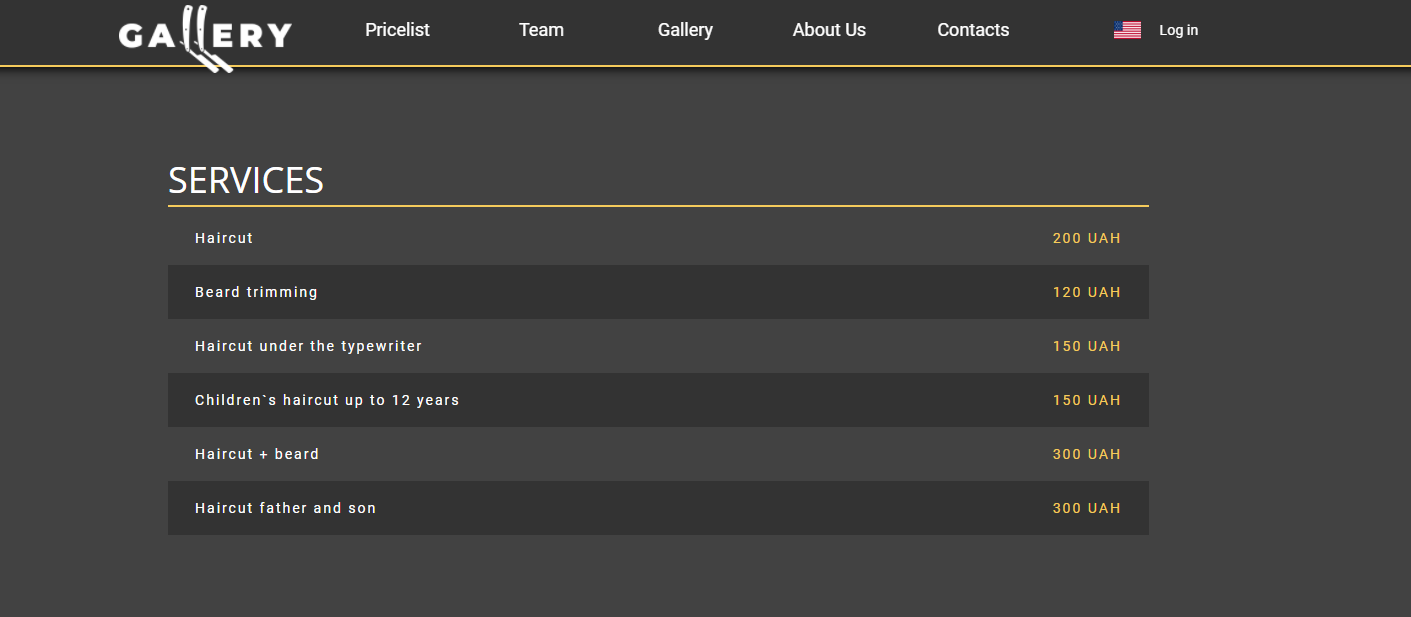 GALLERY
Pricelist Team Gallery About Us Contacts Log in
SERVICES
Haircut 200 UAH
Beard trimming 120 UAH
Haircut under the typewriter 150 UAH
Children`s haircut up to 12 years 150 UAH
Haircut + beard 300 UAH
Haircut father and son 300 UAH